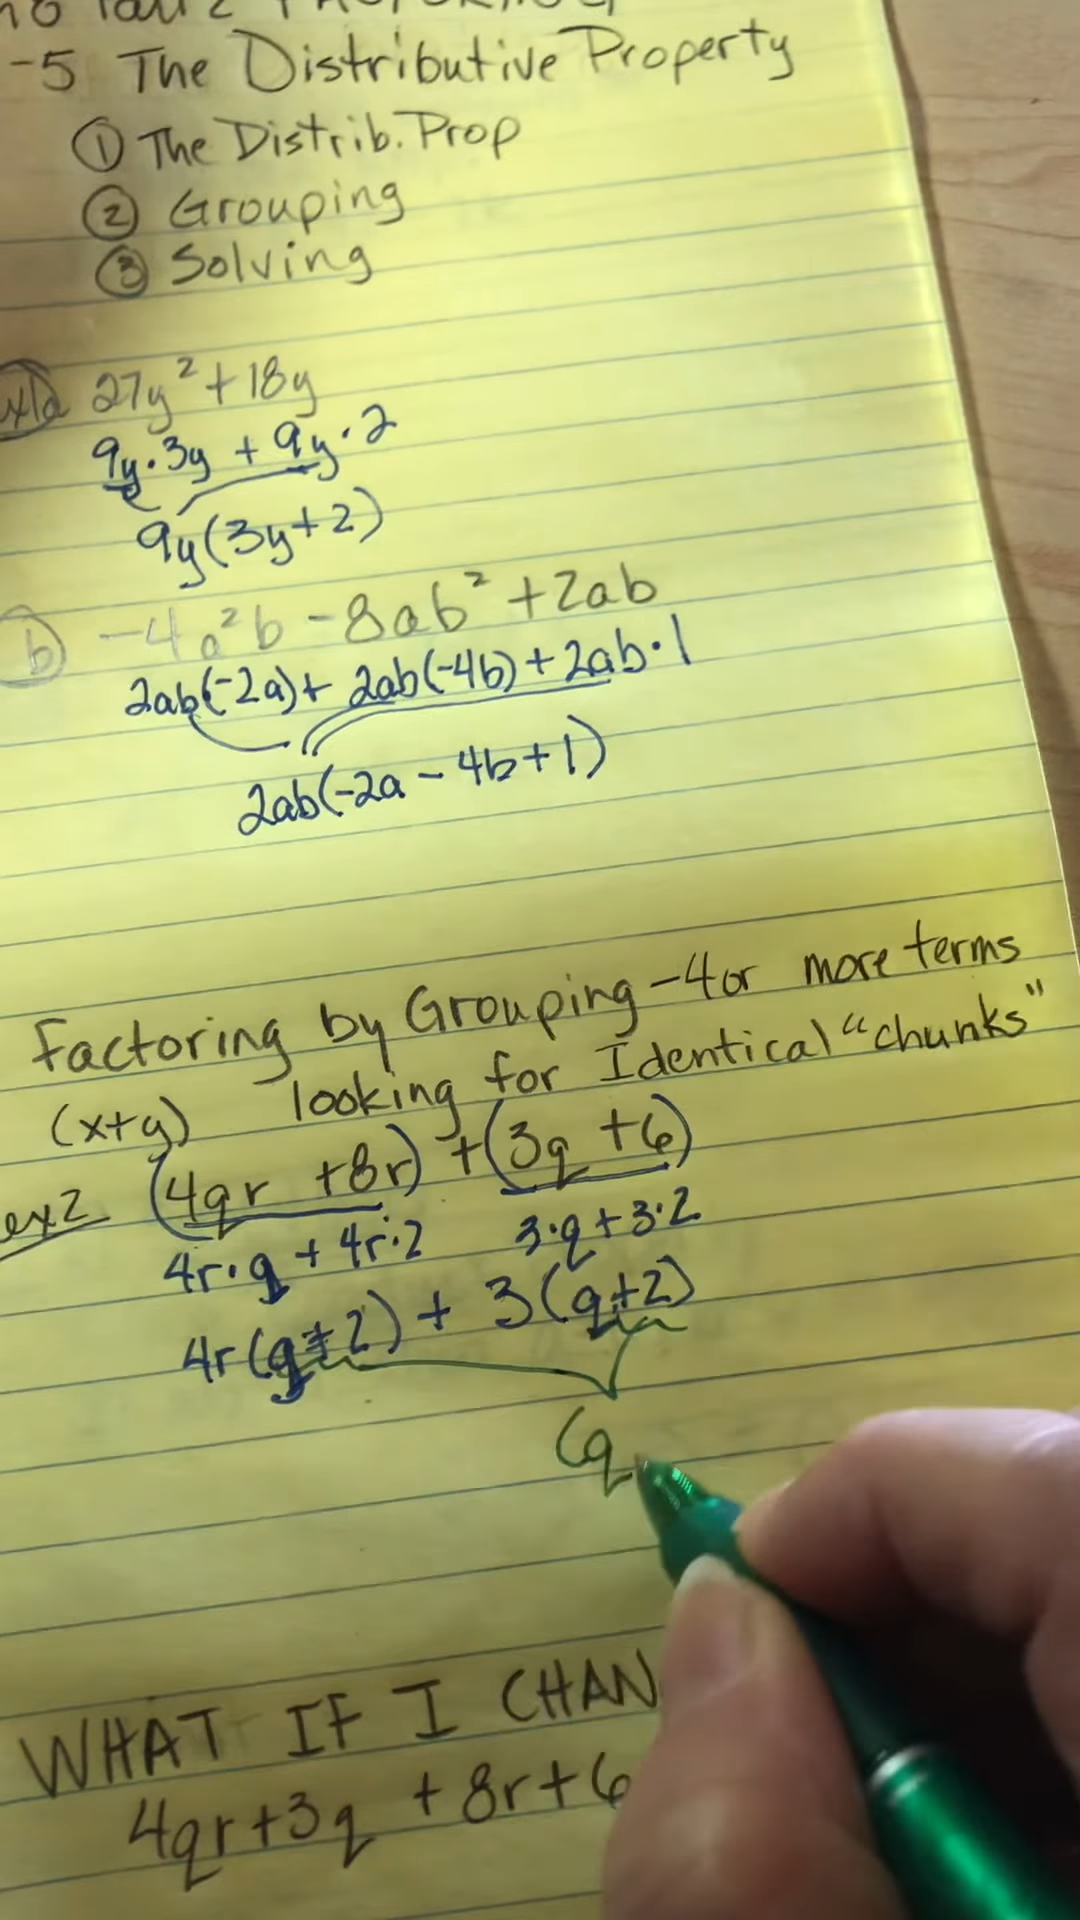 -5 The Distributive Property
① The Distrib. Prop
② Grouping
③ Solving
27y² + 18y
9y·3y + 9y·2
9y(3y+2)
b) -4a²b - 8ab² + 2ab
2ab(-2a) + 2ab(-4b) + 2ab·1
2ab(-2a - 4b + 1)
Factoring by Grouping - 4 or more terms
looking for Identical "chunks"
(x+y)
ex2 (4qr + 8r) + (3q + 6)
4r·q + 4r·2 3·q + 3·2
4r(q+2) + 3(q+2)
(q
WHAT IF I CHAN
4qr + 3q + 8r + 6